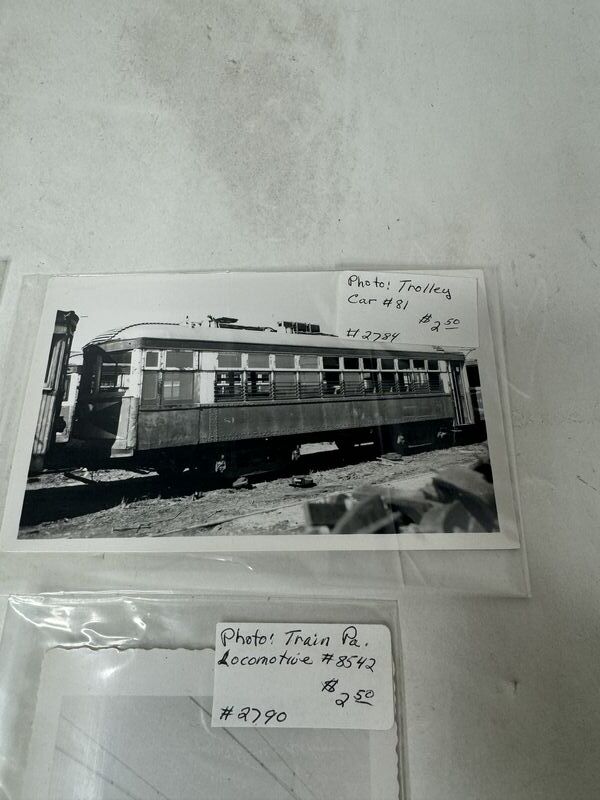 Photo! Trolley
Car #81
$2.50
#2784
Photo! Train Pa.
Locomotive #8542
$2.50
#2790